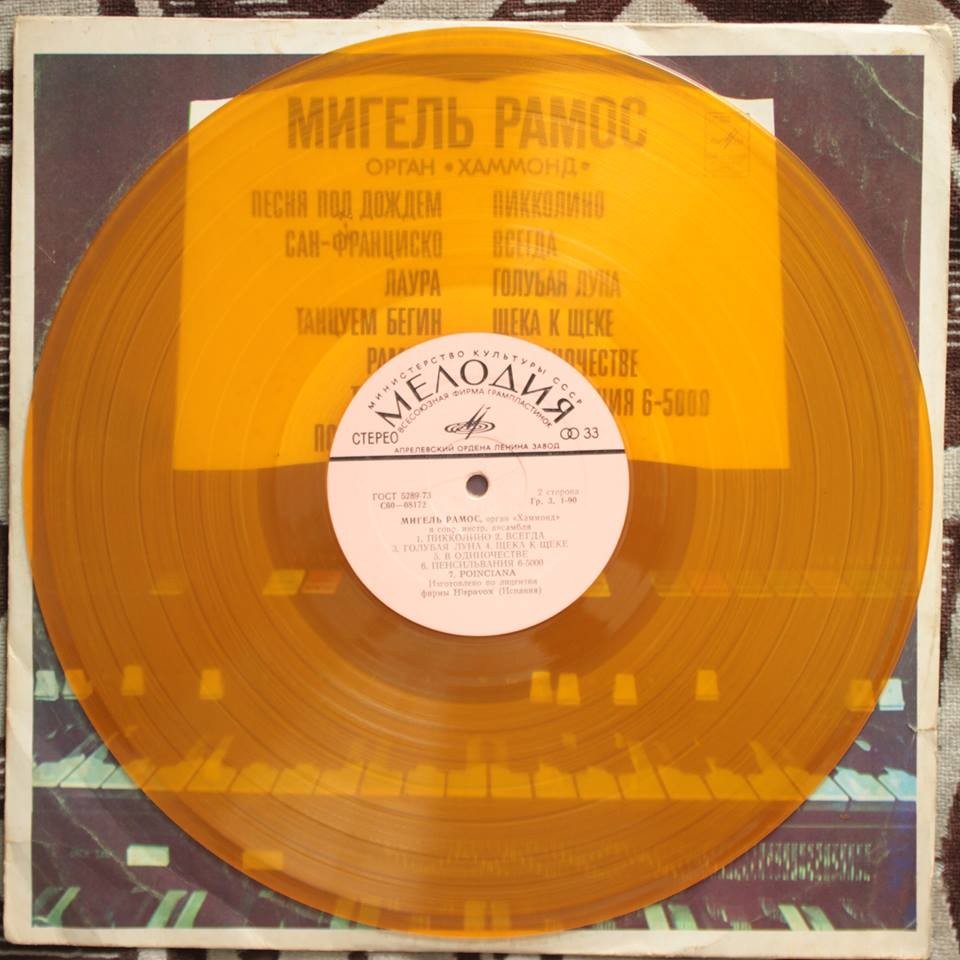 МИГЕЛЬ РАМОС
ОРГАН «ХАММОНД»
ПЕСНЯ ПОД ДОЖДЕМ
САН-ФРАНЦИСКО
ЛАУРА
ТАНЦУЕМ БЕГИН
ПИККОЛИНО
ВСЕГДА
ГОЛУБАЯ ЛУНА
ЩЕКА К ЩЕКЕ
6-5000
МИНИСТЕРСТВО КУЛЬТУРЫ СССР
МЕЛОДИЯ
ВСЕСОЮЗНАЯ ФИРМА ГРАМПЛАСТИНОК
СТЕРЕО
33
АПРЕЛЕВСКИЙ ОРДЕНА ЛЕНИНА ЗАВОД
ГОСТ 5289-73
С60—08172
2 сторона
Гр. 3. 1-90
МИГЕЛЬ РАМОС, орган «Хаммонд»
и совр. инстр. ансамбля
1. ПИККОЛИНО 2. ВСЕГДА
3. ГОЛУБАЯ ЛУНА 4. ЩЕКА К ЩЕКЕ
5. В ОДИНОЧЕСТВЕ
6. ПЕНСИЛЬВАНИЯ 6-5000
7. POINCIANA
Изготовлено по лицензии
фирмы Hispavox (Испания)